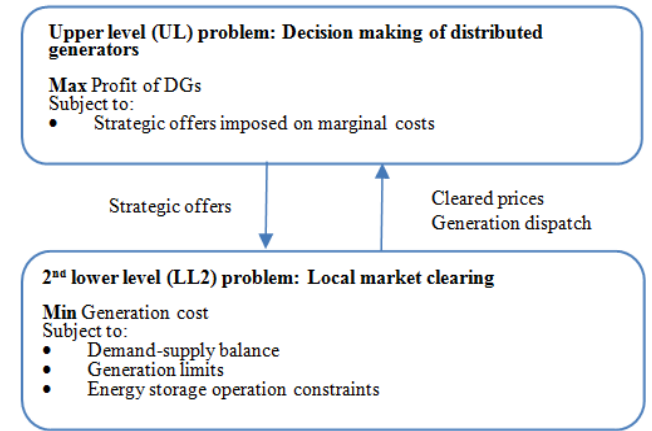 Upper level (UL) problem: Decision making of distributed
generators
Max Profit of DGs
Subject to:
• Strategic offers imposed on marginal costs
Strategic offers
Cleared prices
Generation dispatch
2nd lower level (LL2) problem: Local market clearing
Min Generation cost
Subject to:
• Demand-supply balance
• Generation limits
• Energy storage operation constraints